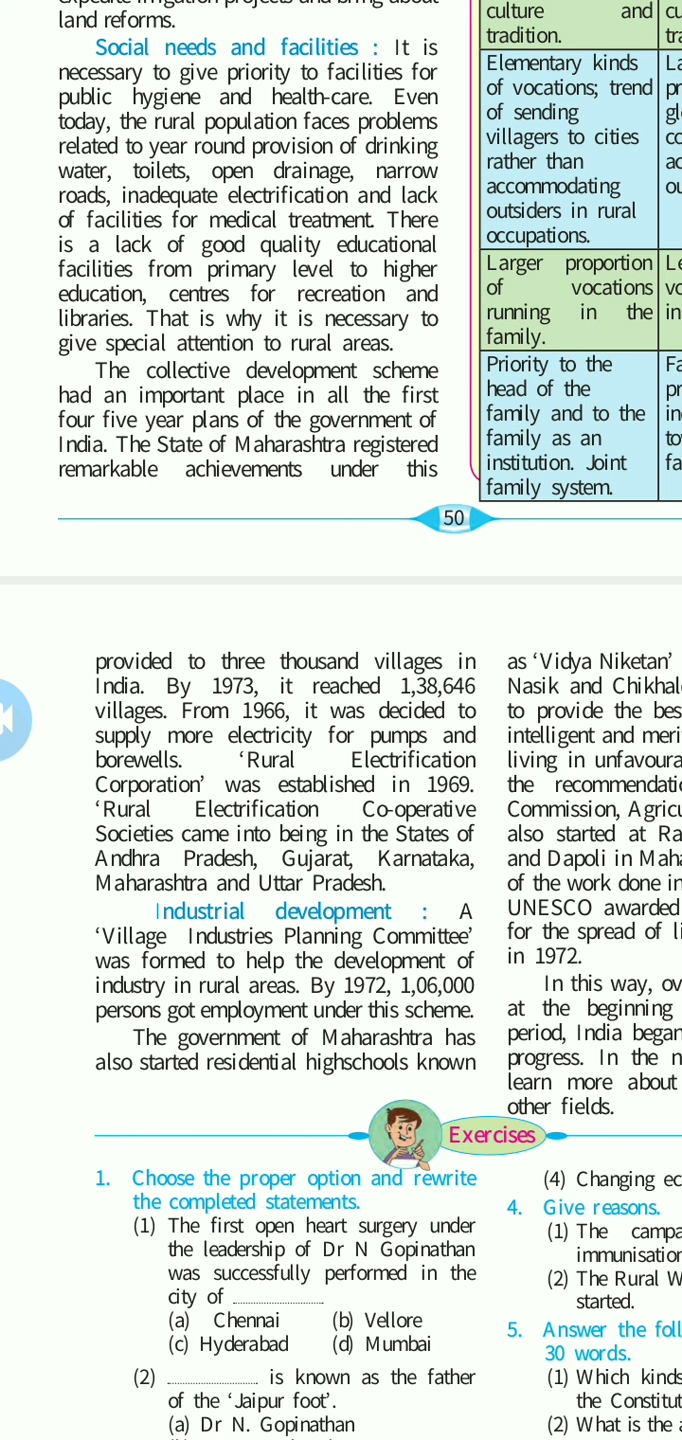 expedite irrigation projects and bring about
land reforms.
Social needs and facilities : It is
necessary to give priority to facilities for
public hygiene and health-care. Even
today, the rural population faces problems
related to year round provision of drinking
water, toilets, open drainage, narrow
roads, inadequate electrification and lack
of facilities for medical treatment. There
is a lack of good quality educational
facilities from primary level to higher
education, centres for recreation and
libraries. That is why it is necessary to
give special attention to rural areas.
The collective development scheme
had an important place in all the first
four five year plans of the government of
India. The State of Maharashtra registered
remarkable achievements under this
culture and
tradition.
Elementary kinds
of vocations; trend
of sending
villagers to cities
rather than
accommodating
outsiders in rural
occupations.
Larger proportion
of vocations
running in the
family.
Priority to the
head of the
family and to the
family as an
institution. Joint
family system.
50
provided to three thousand villages in
India. By 1973, it reached 1,38,646
villages. From 1966, it was decided to
supply more electricity for pumps and
borewells. ‘Rural Electrification
Corporation’ was established in 1969.
‘Rural Electrification Co-operative
Societies came into being in the States of
Andhra Pradesh, Gujarat, Karnataka,
Maharashtra and Uttar Pradesh.
Industrial development : A
‘Village Industries Planning Committee’
was formed to help the development of
industry in rural areas. By 1972, 1,06,000
persons got employment under this scheme.
The government of Maharashtra has
also started residential highschools known
as ‘Vidya Niketan’
Nasik and Chikhal
to provide the bes
intelligent and meri
living in unfavoura
the recommendatio
Commission, Agricu
also started at Ra
and Dapoli in Maha
of the work done in
UNESCO awarded
for the spread of li
in 1972.
In this way, ov
at the beginning
period, India began
progress. In the n
learn more about
other fields.
Exercises
1. Choose the proper option and rewrite
the completed statements.
(1) The first open heart surgery under
the leadership of Dr N Gopinathan
was successfully performed in the
city of ....................
(a) Chennai (b) Vellore
(c) Hyderabad (d) Mumbai
(2) .................... is known as the father
of the ‘Jaipur foot’.
(a) Dr N. Gopinathan
(4) Changing ec
4. Give reasons.
(1) The campa
immunisation
(2) The Rural W
started.
5. Answer the foll
30 words.
(1) Which kinds
the Constitut
(2) What is the a